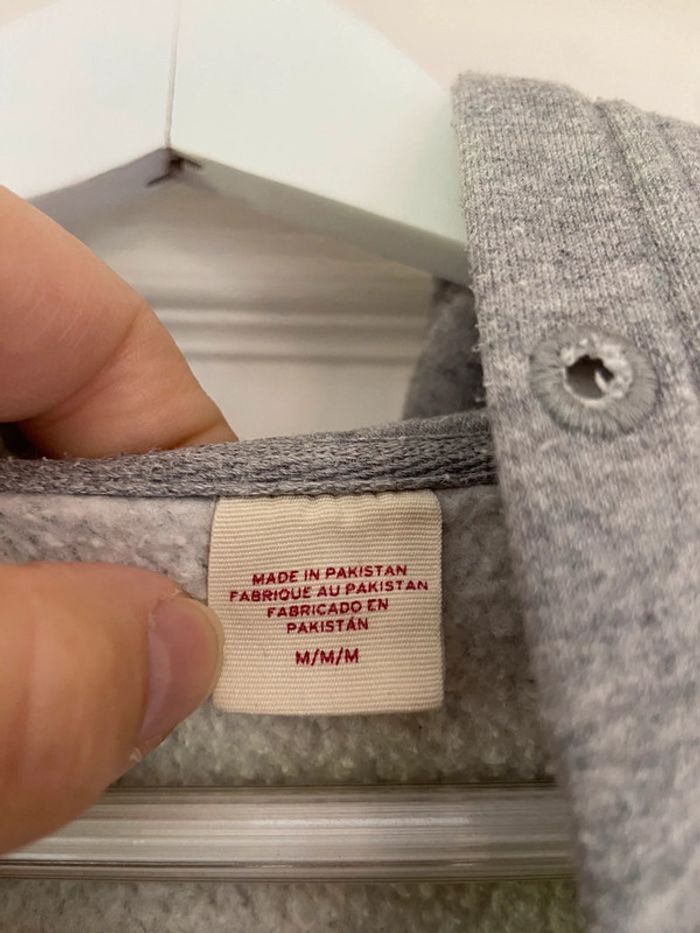 MADE IN PAKISTAN
FABRIQUE AU PAKISTAN
FABRICADO EN
PAKISTÁN
M/M/M